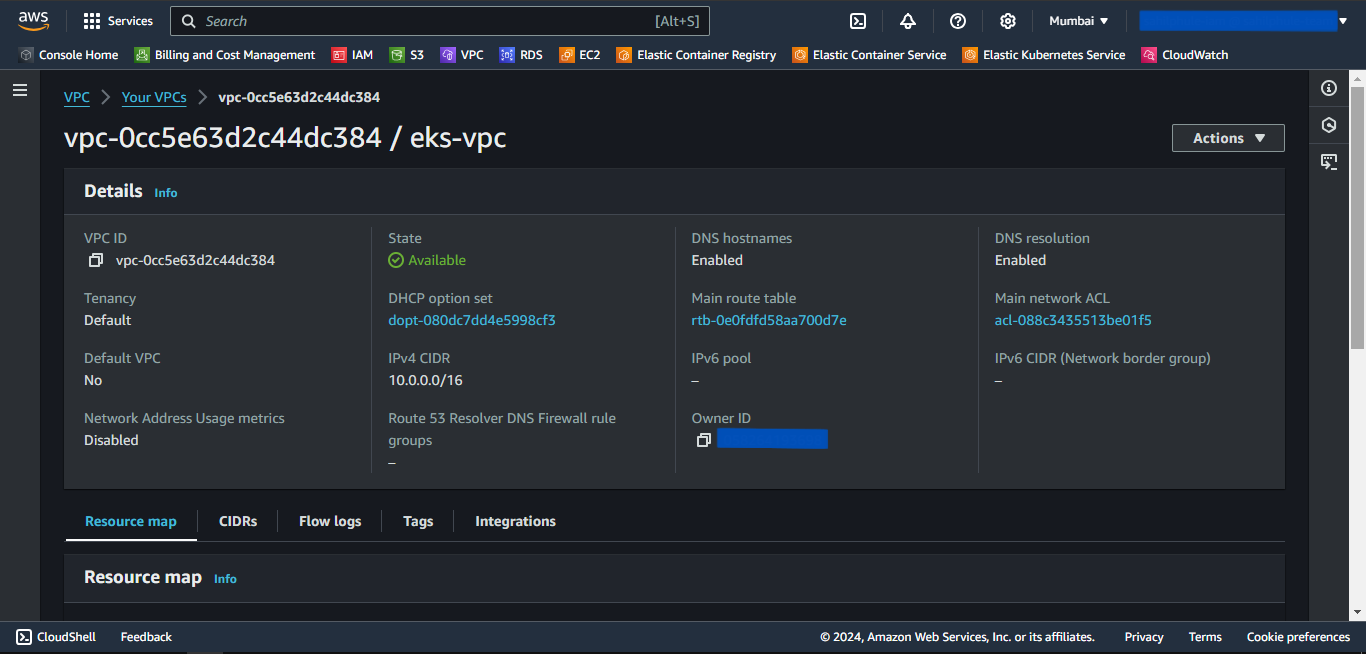 aws Services Search [Alt+S] Mumbai
Console Home Billing and Cost Management IAM S3 VPC RDS EC2 Elastic Container Registry Elastic Container Service Elastic Kubernetes Service CloudWatch
VPC Your VPCs vpc-0cc5e63d2c44dc384
vpc-0cc5e63d2c44dc384 / eks-vpc
Actions
Details Info
VPC ID
vpc-0cc5e63d2c44dc384
State
Available
DNS hostnames
Enabled
DNS resolution
Enabled
Tenancy
Default
DHCP option set
dopt-080dc7dd4e5998cf3
Main route table
rtb-0e0fdfd58aa700d7e
Main network ACL
acl-088c3435513be01f5
Default VPC
No
IPv4 CIDR
10.0.0.0/16
IPv6 pool
–
IPv6 CIDR (Network border group)
–
Network Address Usage metrics
Disabled
Route 53 Resolver DNS Firewall rule
groups
–
Owner ID
Resource map CIDRs Flow logs Tags Integrations
Resource map Info
CloudShell Feedback © 2024, Amazon Web Services, Inc. or its affiliates. Privacy Terms Cookie preferences